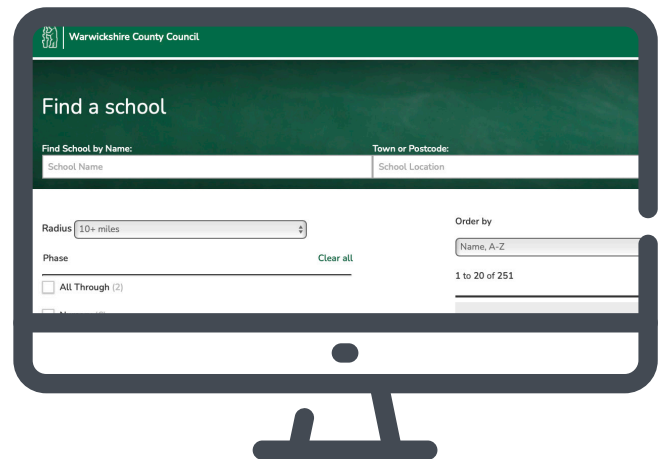 Warwickshire County Council
Find a school
Find School by Name:
School Name
Town or Postcode:
School Location
Radius
10+ miles
Phase
Clear all
All Through (2)
Order by
Name, A-Z
1 to 20 of 251